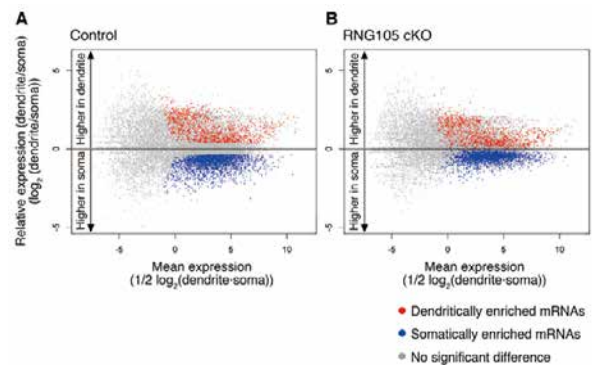 A
B
Control
RNG105 cKO
Relative expression (dendrite/soma)
(log2 (dendrite/soma))
Higher in dendrite
Higher in soma
5
0
-5
-5
0
5
10
Mean expression
(1/2 log2(dendrite·soma))
Higher in dendrite
Higher in soma
5
0
-5
-5
0
5
10
Mean expression
(1/2 log2(dendrite·soma))
Dendritically enriched mRNAs
Somatically enriched mRNAs
No significant difference